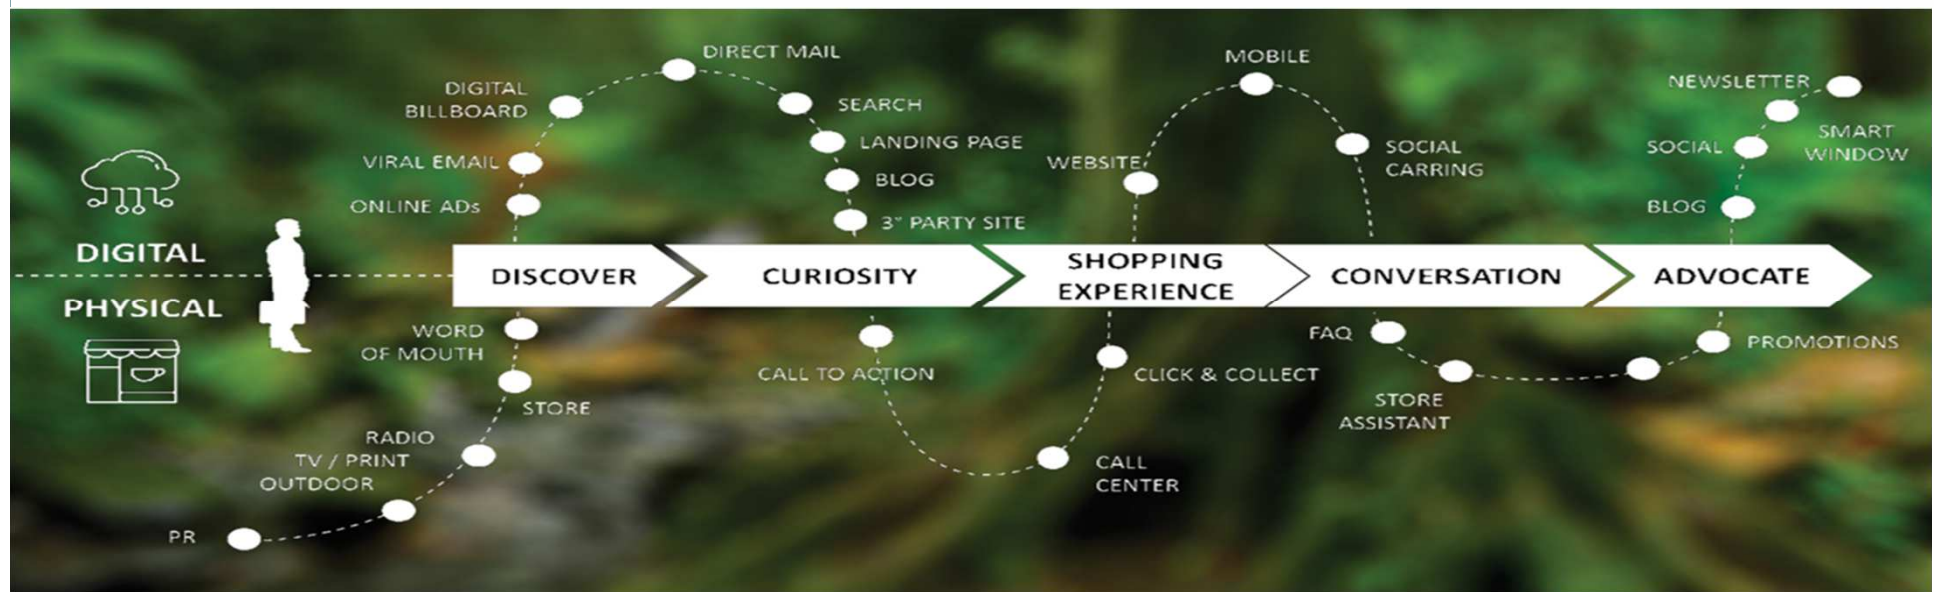 DIGITAL
PHYSICAL
PR
RADIO
TV / PRINT
OUTDOOR
STORE
WORD
OF MOUTH
ONLINE ADs
VIRAL EMAIL
DIGITAL
BILLBOARD
DIRECT MAIL
SEARCH
LANDING PAGE
BLOG
3° PARTY SITE
DISCOVER
CURIOSITY
SHOPPING
EXPERIENCE
CONVERSATION
ADVOCATE
CALL TO ACTION
CALL
CENTER
CLICK & COLLECT
WEBSITE
MOBILE
SOCIAL
CARRING
FAQ
STORE
ASSISTANT
PROMOTIONS
BLOG
SOCIAL
NEWSLETTER
SMART
WINDOW